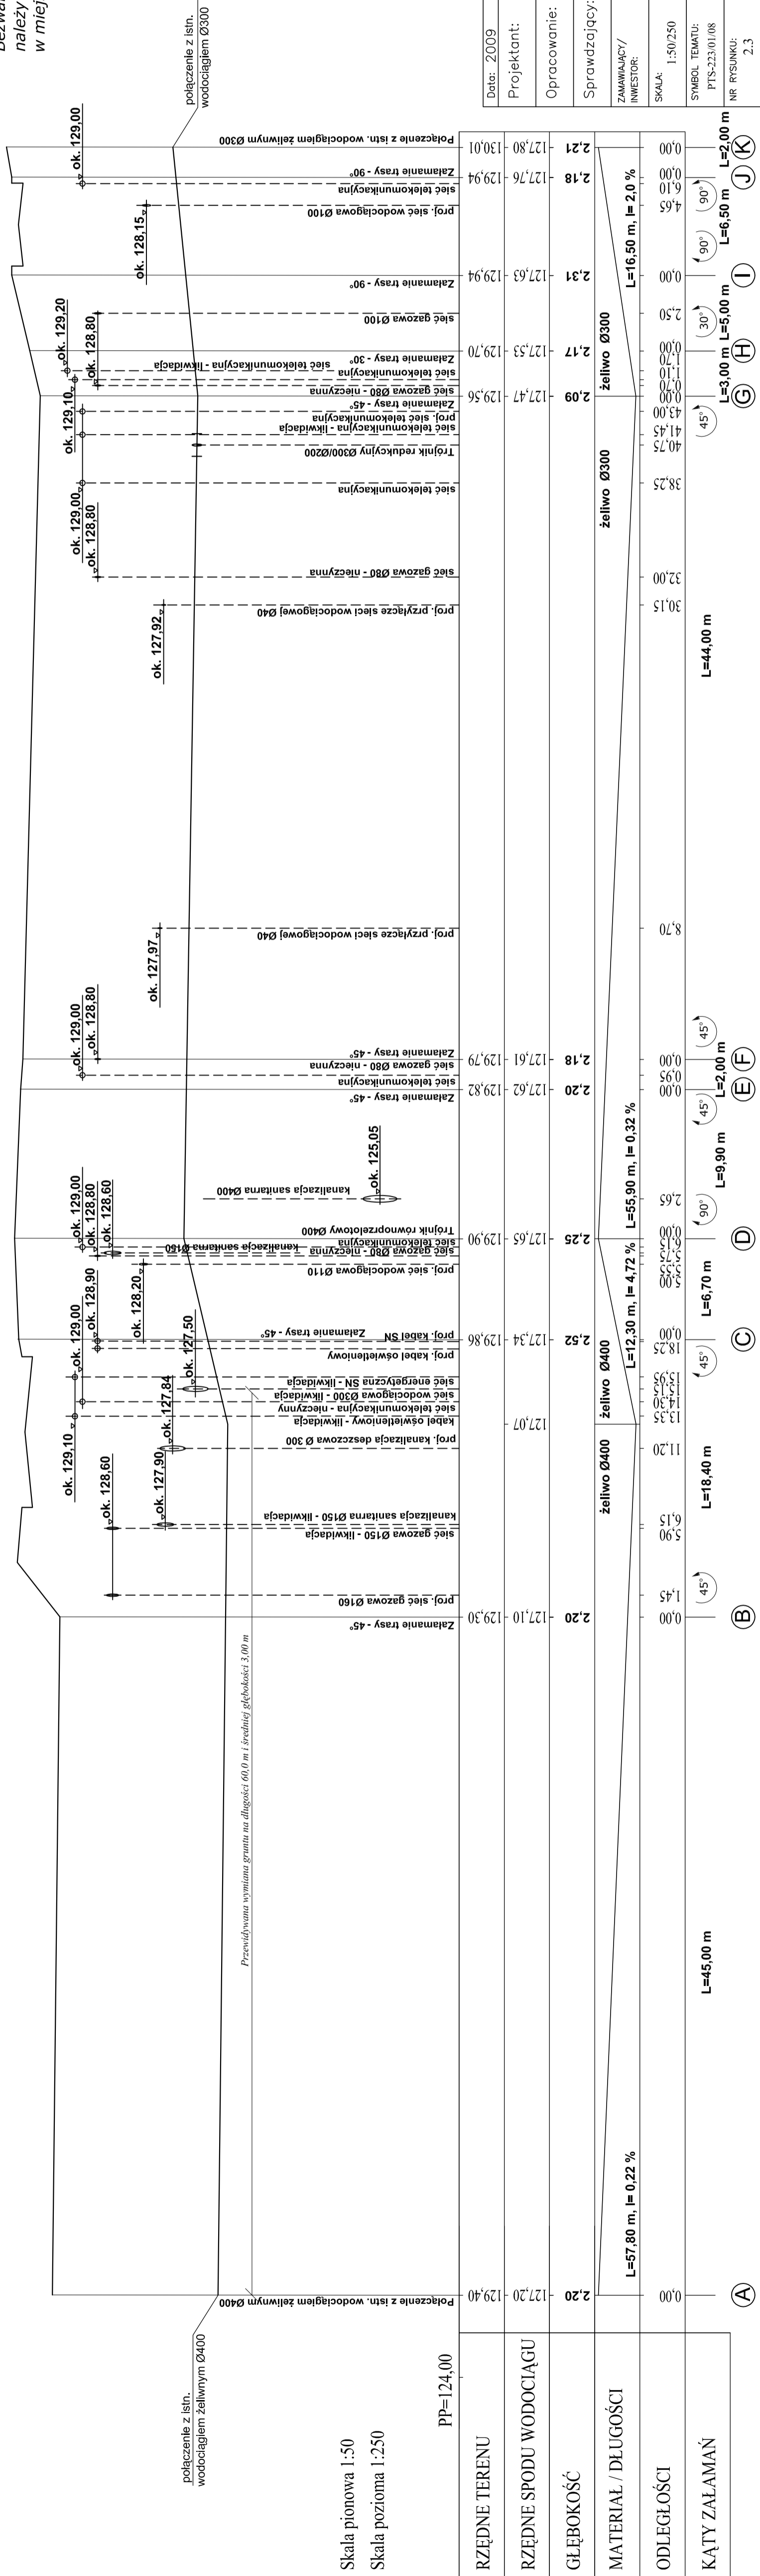 Bezwa
należy
w miej
połączenie z istn.
wodociągiem żeliwnym Ø400
połączenie z istn.
wodociągiem Ø300
Skala pionowa 1:50
Skala pozioma 1:250
PP=124,00
Przewidywana wymiana gruntu na długości 60,0 m i średniej głębokości 3,00 m
ok. 128,60
ok. 127,90
ok. 129,10
ok. 127,84
ok. 129,00
ok. 127,50
ok. 128,90
ok. 128,20
ok. 128,60
ok. 128,80
ok. 129,00
ok. 125,05
ok. 129,00
ok. 128,80
ok. 127,97
ok. 127,92
ok. 128,80
ok. 129,00
ok. 129,10
ok. 128,80
ok. 129,20
ok. 128,15
ok. 129,00
Połączenie z istn. wodociągiem żeliwnym Ø400
Załamanie trasy - 45°
proj. sieć gazowa Ø160
sieć gazowa Ø150 - likwidacja
kanalizacja sanitarna Ø150 - likwidacja
proj. kanalizacja deszczowa Ø 300
kabel oświetleniowy - likwidacja
sieć telekomunikacyjna - nieczynny
sieć wodociągowa Ø300 - likwidacja
sieć energetyczna SN - likwidacja
proj. kabel oświetleniowy
proj. kabel SN
Załamanie trasy - 45°
proj. sieć wodociągowa Ø110
sieć gazowa Ø80 - nieczynna
kanalizacja sanitarna Ø150
sieć telekomunikacyjna
Trójnik równoprzelotowy Ø400
kanalizacja sanitarna Ø400
Załamanie trasy - 45°
sieć telekomunikacyjna
sieć gazowa Ø80 - nieczynna
Załamanie trasy - 45°
proj. przyłącze sieci wodociągowej Ø40
proj. przyłącze sieci wodociągowej Ø40
sieć gazowa Ø80 - nieczynna
sieć telekomunikacyjna
Trójnik redukcyjny Ø300/Ø200
sieć telekomunikacyjna - likwidacja
proj. sieć telekomunikacyjna
Załamanie trasy - 45°
sieć gazowa Ø80 - nieczynna
sieć telekomunikacyjna
sieć telekomunikacyjna - likwidacja
Załamanie trasy - 30°
sieć gazowa Ø100
Załamanie trasy - 90°
proj. sieć wodociągowa Ø100
sieć telekomunikacyjna
Załamanie trasy - 90°
Połączenie z istn. wodociągiem żeliwnym Ø300
RZĘDNE TERENU
129,40 129,30 129,86 129,90 129,82 129,79 129,56 129,70 129,94 129,94 130,01
RZĘDNE SPODU WODOCIĄGU
127,20 127,10 127,07 127,34 127,65 127,62 127,61 127,47 127,53 127,63 127,76 127,80
GŁĘBOKOŚĆ
2,20 2,20 2,52 2,25 2,20 2,18 2,09 2,17 2,31 2,18 2,21
MATERIAŁ / DŁUGOŚCI
L=57,80 m, I= 0,22 %
żeliwo Ø400
żeliwo Ø400
L=12,30 m, I= 4,72 %
L=55,90 m, I= 0,32 %
żeliwo Ø300
żeliwo Ø300
L=16,50 m, I= 2,0 %
ODLEGŁOŚCI
0,00 0,00 1,45 5,90 6,15 11,20 13,35 14,30 15,15 15,95 18,25 0,00 5,00 5,55 5,75 6,15 0,00 2,65 0,00 0,95 0,00 8,70 30,15 32,00 38,25 40,75 41,45 43,00 0,00 0,70 1,10 1,70 0,00 2,50 0,00 4,65 6,10 0,00 0,00
KĄTY ZAŁAMAŃ
L=45,00 m
45°
L=18,40 m
45°
L=6,70 m
90°
L=9,90 m
45°
L=2,00 m
45°
L=44,00 m
45°
L=3,00 m
30°
L=5,00 m
90°
L=6,50 m
90°
L=2,00 m
A B C D E F G H I J K
Data: 2009
Projektant:
Opracowanie:
Sprawdzający:
ZAMAWIAJĄCY/
INWESTOR:
SKALA:
1:50/250
SYMBOL TEMATU:
PTS-223/01/08
NR RYSUNKU:
2.3